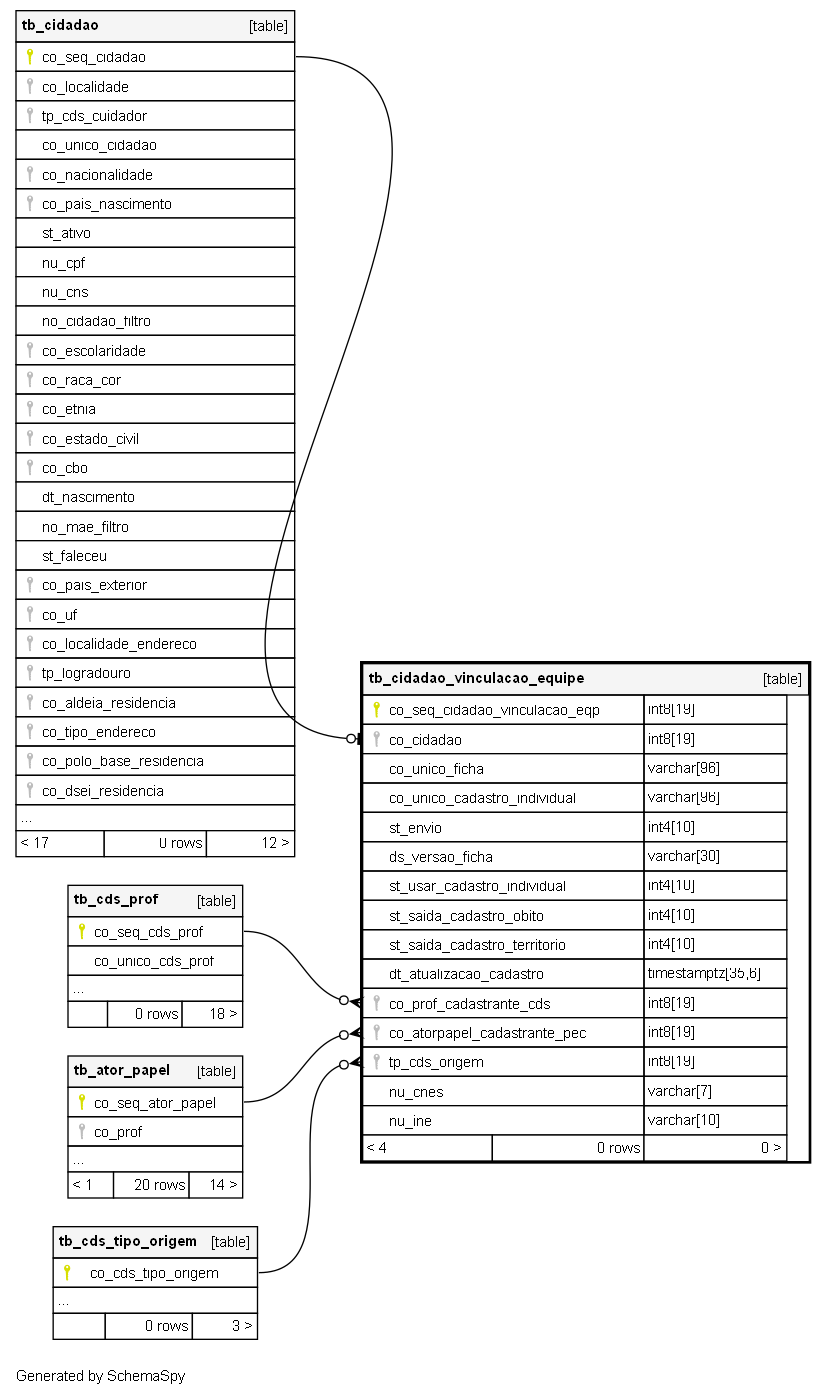 tb_cidadao [table]
co_seq_cidadao
co_localidade
tp_cds_cuidador
co_unico_cidadao
co_nacionalidade
co_pais_nascimento
st_ativo
nu_cpf
nu_cns
no_cidadao_filtro
co_escolaridade
co_raca_cor
co_etnia
co_estado_civil
co_cbo
dt_nascimento
no_mae_filtro
st_faleceu
co_pais_exterior
co_uf
co_localidade_endereco
tp_logradouro
co_aldeia_residencia
co_tipo_endereco
co_polo_base_residencia
co_dsei_residencia
...
< 17 0 rows 12 >
tb_cidadao_vinculacao_equipe [table]
co_seq_cidadao_vinculacao_eqp int8[19]
co_cidadao int8[19]
co_unico_ficha varchar[96]
co_unico_cadastro_individual varchar[96]
st_envio int4[10]
ds_versao_ficha varchar[30]
st_usar_cadastro_individual int4[10]
st_saida_cadastro_obito int4[10]
st_saida_cadastro_territorio int4[10]
dt_atualizacao_cadastro timestamptz[35,6]
co_prof_cadastrante_cds int8[19]
co_atorpapel_cadastrante_pec int8[19]
tp_cds_origem int8[19]
nu_cnes varchar[7]
nu_ine varchar[10]
< 4 0 rows 0 >
tb_cds_prof [table]
co_seq_cds_prof
co_unico_cds_prof
...
0 rows 18 >
tb_ator_papel [table]
co_seq_ator_papel
co_prof
...
< 1 20 rows 14 >
tb_cds_tipo_origem [table]
co_cds_tipo_origem
...
0 rows 3 >
Generated by SchemaSpy